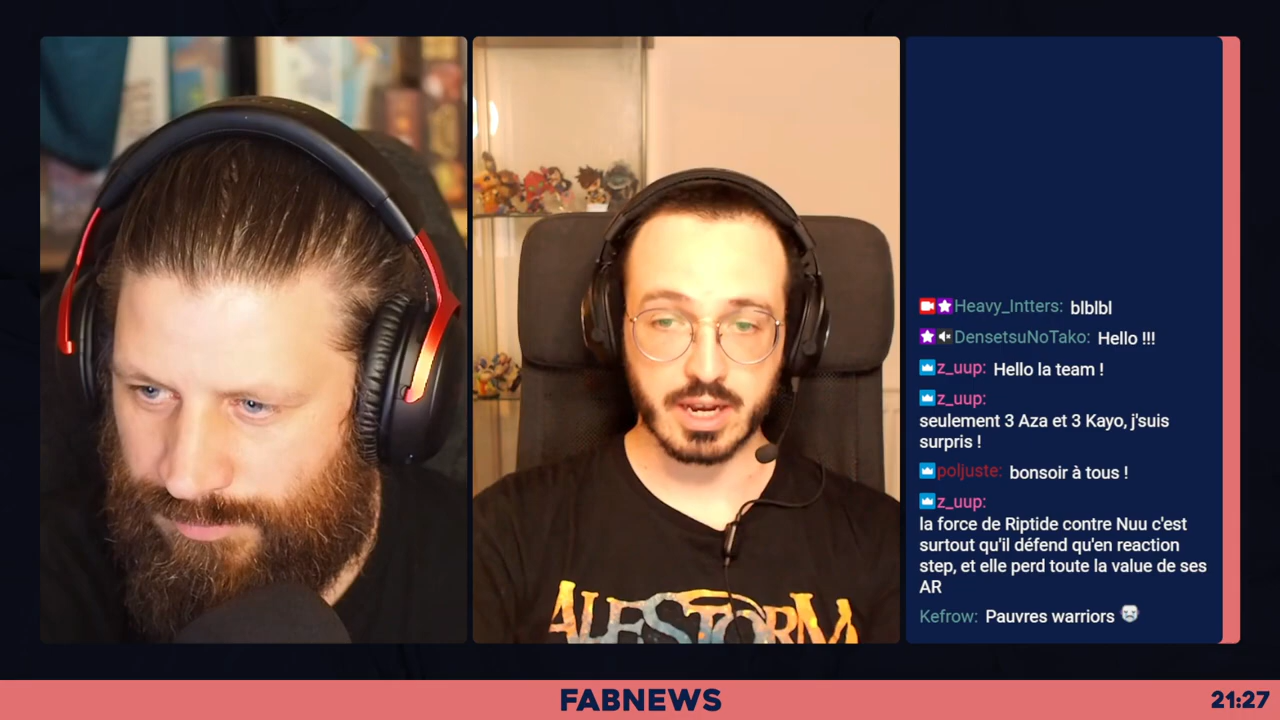 Heavy_Intters: blblbl
DensetsuNoTako: Hello !!!
z_uup: Hello la team !
z_uup:
seulement 3 Aza et 3 Kayo, j'suis
surpris !
poljuste: bonsoir à tous !
z_uup:
la force de Riptide contre Nuu c'est
surtout qu'il défend qu'en reaction
step, et elle perd toute la value de ses
AR
Kefrow: Pauvres warriors
ALESTORM
FABNEWS
21:27